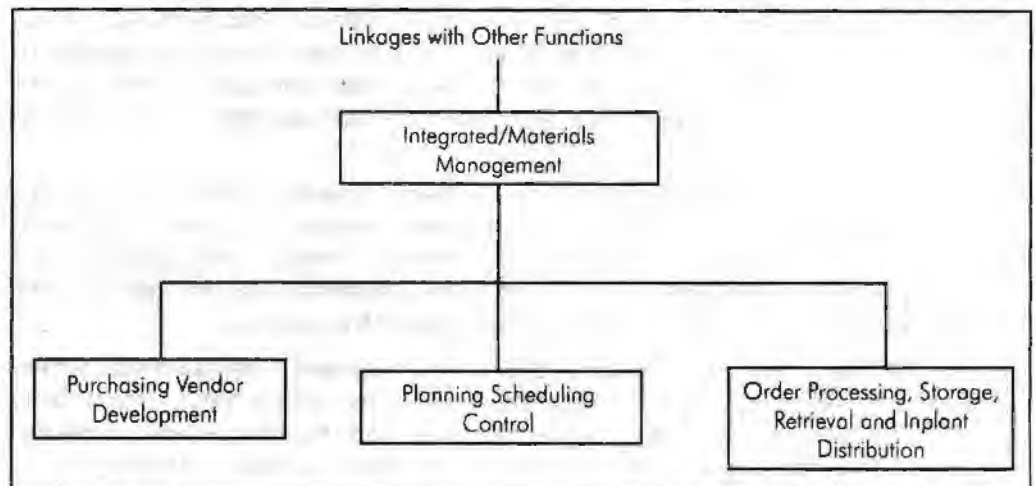 Linkages with Other Functions
Integrated/Materials
Management
Purchasing Vendor
Development
Planning Scheduling
Control
Order Processing, Storage,
Retrieval and Inplant
Distribution